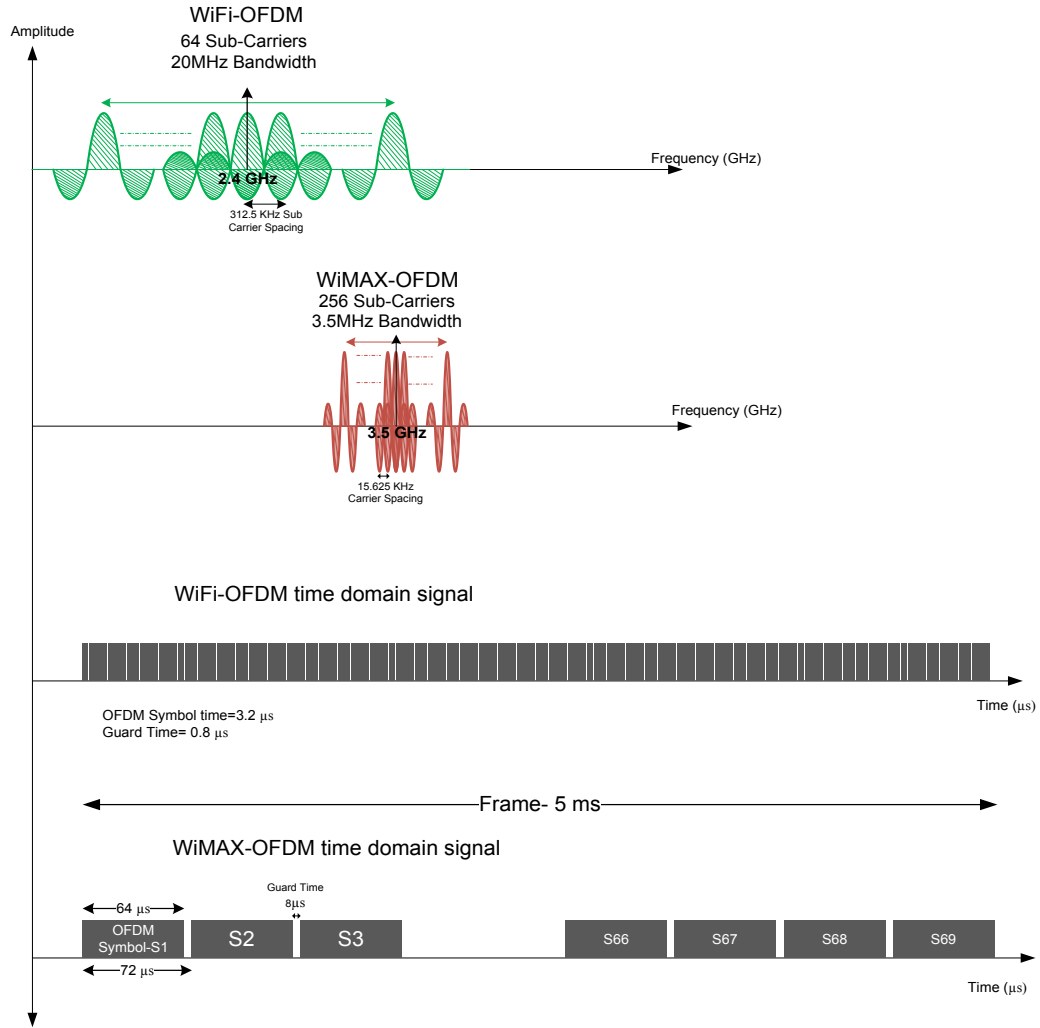 WiFi-OFDM
Amplitude
64 Sub-Carriers
20MHz Bandwidth
Frequency (GHz)
2.4 GHz
312.5 KHz Sub
Carrier Spacing
WiMAX-OFDM
256 Sub-Carriers
3.5MHz Bandwidth
Frequency (GHz)
3.5 GHz
15.625 KHz
Carrier Spacing
WiFi-OFDM time domain signal
Time (µs)
OFDM Symbol time=3.2 µs
Guard Time= 0.8 µs
Frame- 5 ms
WiMAX-OFDM time domain signal
Guard Time
8µs
64 µs
OFDM
Symbol-S1
S2
S3
S66
S67
S68
S69
72 µs
Time (µs)